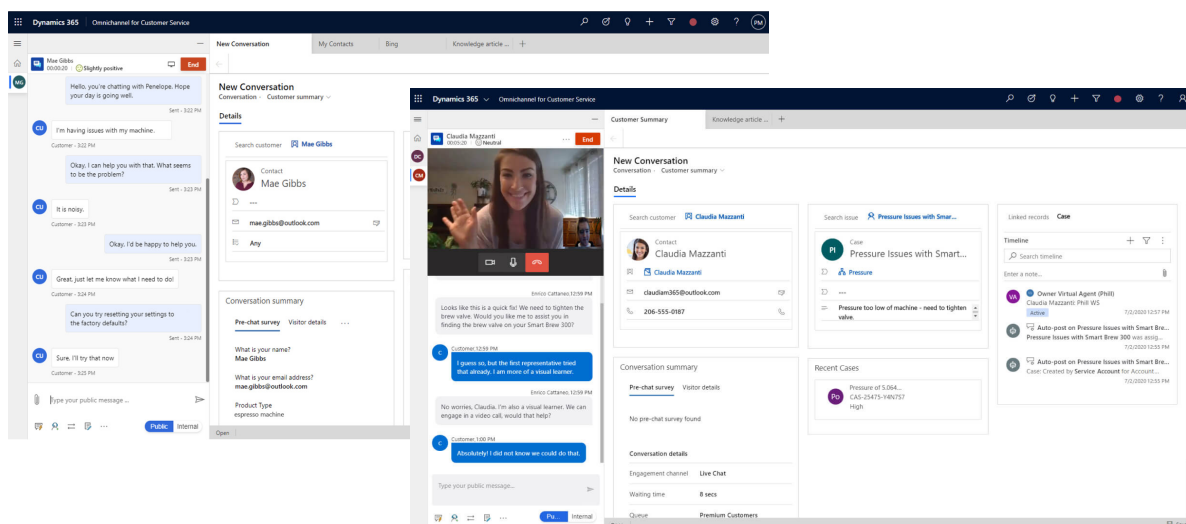 Dynamics 365 Omnichannel for Customer Service
PM
Mae Gibbs
00:00:20 Slightly positive
End
MG
Hello, you're chatting with Penelope. Hope
your day is going well.
Sent - 3:22 PM
CU
I'm having issues with my machine.
Customer - 3:22 PM
Okay, I can help you with that. What seems
to be the problem?
Sent - 3:23 PM
CU
It is noisy.
Customer - 3:23 PM
Okay. I'd be happy to help you.
Sent - 3:23 PM
CU
Great, just let me know what I need to do!
Customer - 3:24 PM
Can you try resetting your settings to
the factory defaults?
Sent - 3:24 PM
CU
Sure. I'll try that now
Customer - 3:25 PM
Type your public message ...
Public Internal
New Conversation My Contacts Bing Knowledge article ...
New Conversation
Conversation · Customer summary
Details
Search customer Mae Gibbs
Contact
Mae Gibbs
---
mae.gibbs@outlook.com
Any
Conversation summary
Pre-chat survey Visitor details ...
What is your name?
Mae Gibbs
What is your email address?
mae.gibbs@outlook.com
Product Type
espresso machine
Open
Dynamics 365 Omnichannel for Customer Service
Claudia Mazzanti
00:05:20 Neutral
... End
DC
CM
Enrico Cattaneo, 12:59 PM
Looks like this is a quick fix! We need to tighten the
brew valve. Would you like me to assist you in
finding the brew valve on your Smart Brew 300?
Customer, 12:59 PM
C
I guess so, but the first representative tried
that already. I am more of a visual learner.
Enrico Cattaneo, 12:59 PM
No worries, Claudia. I'm also a visual learner. We can
engage in a video call, would that help?
Customer, 1:00 PM
C
Absolutely! I did not know we could do that.
Type your public message...
Pu... Internal
Customer Summary Knowledge article ...
New Conversation
Conversation · Customer summary
Details
Search customer Claudia Mazzanti
Contact
Claudia Mazzanti
Claudia Mazzanti
claudiam365@outlook.com
206-555-0187
Conversation summary
Pre-chat survey Visitor details
No pre-chat survey found
Conversation details
Engagement channel Live Chat
Waiting time 8 secs
Queue Premium Customers
Search issue Pressure Issues with Smar...
PI
Case
Pressure Issues with Smart...
Pressure
---
Pressure too low of machine - need to tighten
valve.
Recent Cases
Po
Pressure of 5.064...
CAS-25475-Y4N7S7
High
Linked records Case
Timeline
Search timeline
Enter a note...
VA
Owner Virtual Agent (Phill)
Claudia Mazzanti: Phill WS
Active 7/2/2020 12:57 PM
Auto-post on Pressure Issues with Smart Bre...
Pressure Issues with Smart Brew 300 was assig...
7/2/2020 12:55 PM
Auto-post on Pressure Issues with Smart Bre...
Case: Created by Service Account for Account...
7/2/2020 12:55 PM